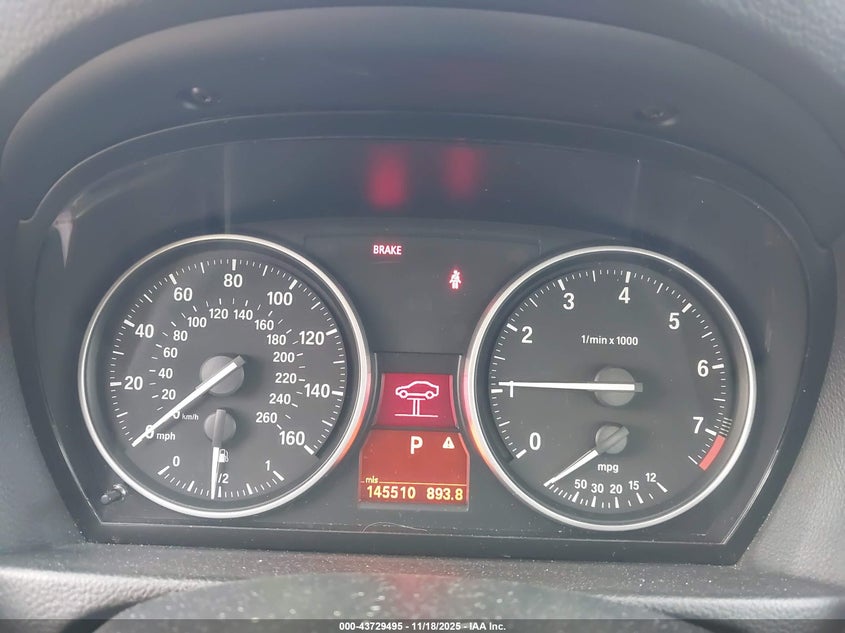 BRAKE
0 20 40 60 80 100 120 140 160
mph
20 40 60 80 100 120 140 160 180 200 220 240 260
km/h
0 1/2 1
P
mls
145510 893.8
0 1 2 3 4 5 6 7
1/min x 1000
mpg
50 30 20 15 12
000-43729495 - 11/18/2025 - IAA Inc.